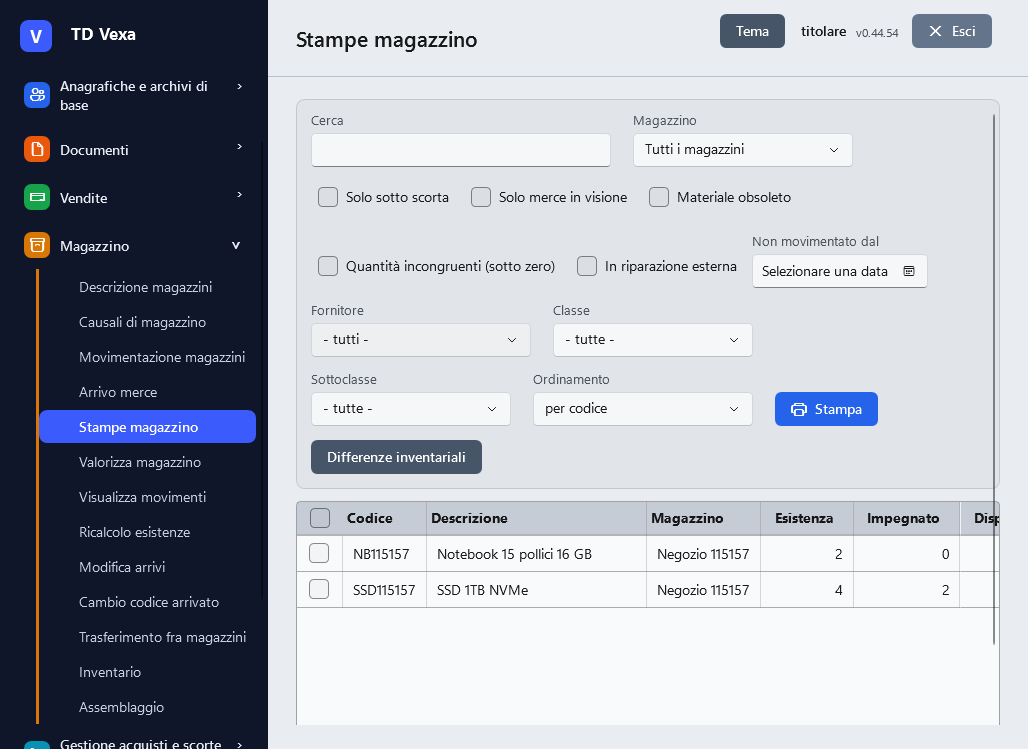 V TD Vexa
Anagrafiche e archivi di
base
Documenti
Vendite
Magazzino
Descrizione magazzini
Causali di magazzino
Movimentazione magazzini
Arrivo merce
Stampe magazzino
Valorizza magazzino
Visualizza movimenti
Ricalcolo esistenze
Modifica arrivi
Cambio codice arrivato
Trasferimento fra magazzini
Inventario
Assemblaggio
Gestione acquisti e scorte
Stampe magazzino
Tema titolare v0.44.54 Esci
Cerca Magazzino
Tutti i magazzini
Solo sotto scorta Solo merce in visione Materiale obsoleto
Non movimentato dal
Quantità incongruenti (sotto zero) In riparazione esterna Selezionare una data
Fornitore Classe
- tutti - - tutte -
Sottoclasse Ordinamento
- tutte - per codice Stampa
Differenze inventariali
Codice Descrizione Magazzino Esistenza Impegnato Disp
NB115157 Notebook 15 pollici 16 GB Negozio 115157 2 0
SSD115157 SSD 1TB NVMe Negozio 115157 4 2